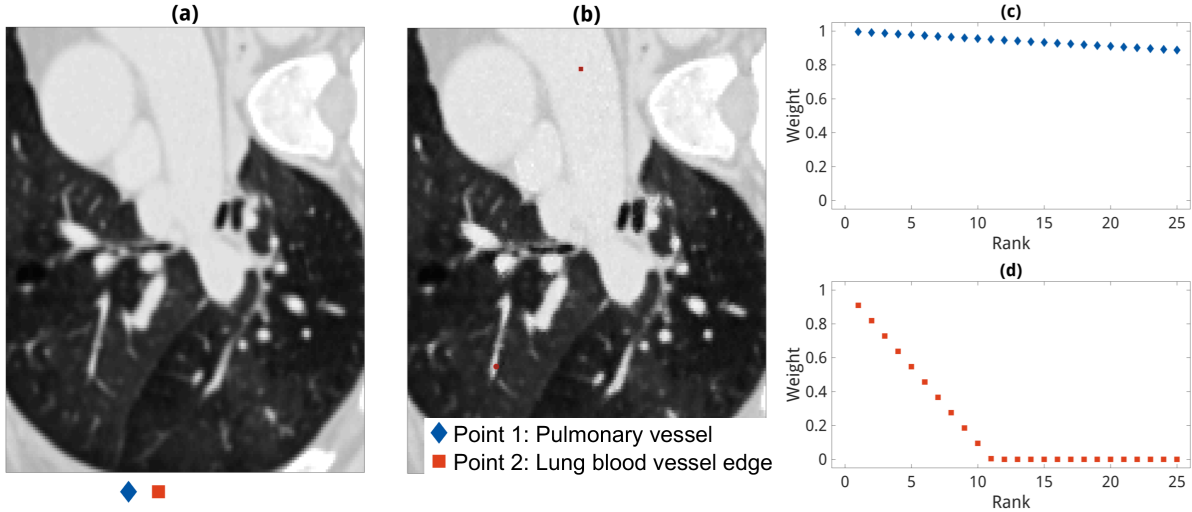 (a)
(b)
Point 1: Pulmonary vessel
Point 2: Lung blood vessel edge
(c)
Weight
1
0.8
0.6
0.4
0.2
0
0 5 10 15 20 25
Rank
(d)
Weight
1
0.8
0.6
0.4
0.2
0
0 5 10 15 20 25
Rank